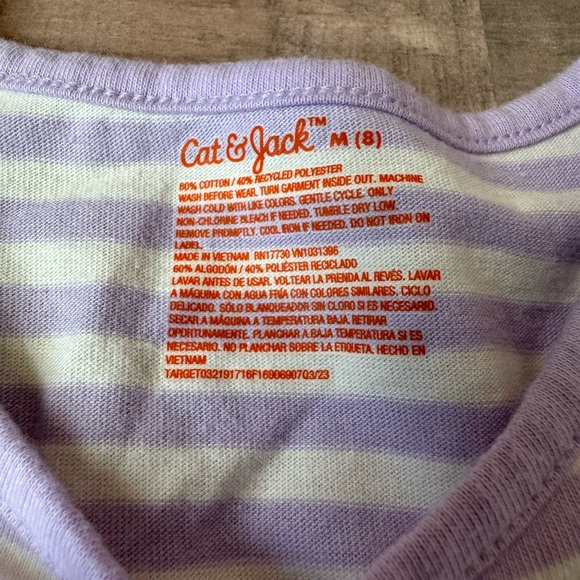 Cat & Jack™ M (8)
60% COTTON / 40% RECYCLED POLYESTER
WASH BEFORE WEAR. TURN GARMENT INSIDE OUT. MACHINE
WASH COLD WITH LIKE COLORS. GENTLE CYCLE. ONLY
NON-CHLORINE BLEACH IF NEEDED. TUMBLE DRY LOW.
REMOVE PROMPTLY. COOL IRON IF NEEDED. DO NOT IRON ON
LABEL.
MADE IN VIETNAM RN17730 VN1031396
60% ALGODÓN / 40% POLIÉSTER RECICLADO
LAVAR ANTES DE USAR. VOLTEAR LA PRENDA AL REVÉS. LAVAR
A MÁQUINA CON AGUA FRÍA CON COLORES SIMILARES. CICLO
DELICADO. SÓLO BLANQUEADOR SIN CLORO SI ES NECESARIO.
SECAR A MÁQUINA A TEMPERATURA BAJA. RETIRAR
OPORTUNAMENTE. PLANCHAR A BAJA TEMPERATURA SI ES
NECESARIO. NO PLANCHAR SOBRE LA ETIQUETA. HECHO EN
VIETNAM
TARGET032191716F1690690703/23